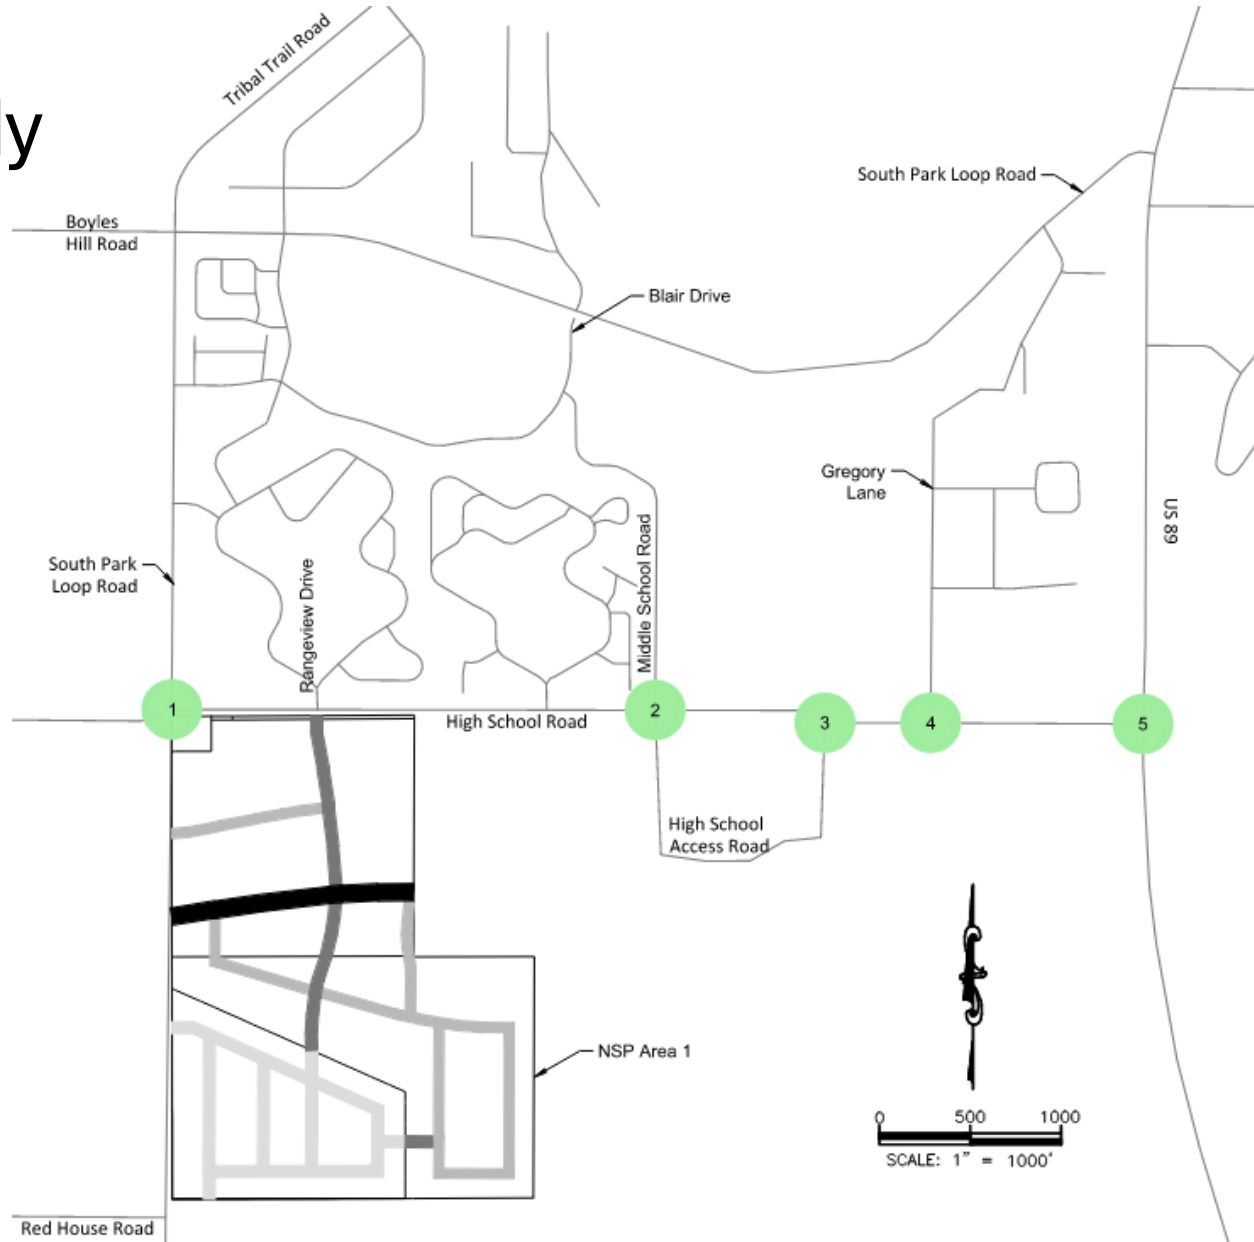 Tribal Trail Road
ly
South Park Loop Road
Boyles
Hill Road
Blair Drive
Gregory
Lane
US 89
South Park
Loop Road
Rangeview Drive
Middle School Road
1
2
3
4
5
High School Road
High School
Access Road
NSP Area 1
0 500 1000
SCALE: 1" = 1000'
Red House Road